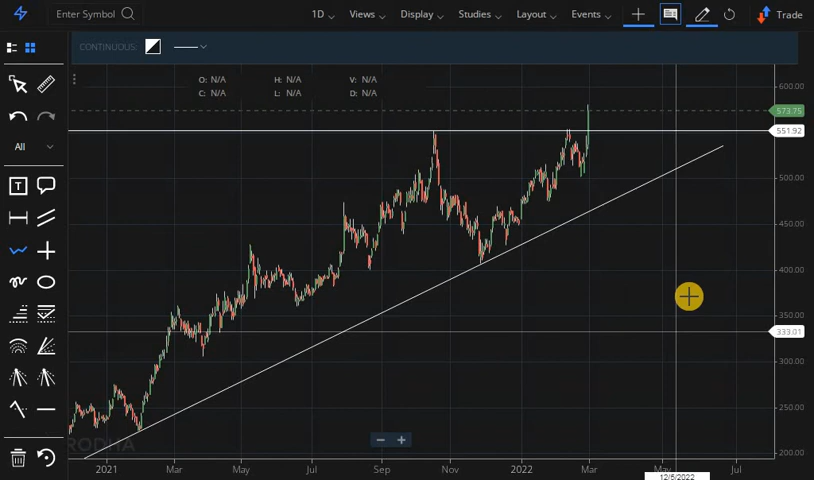 Enter Symbol 1D Views Display Studies Layout Events Trade
CONTINUOUS:
O: N/A H: N/A V: N/A
C: N/A L: N/A D: N/A
All
T
600.00
573.75
551.92
500.00
450.00
400.00
350.00
333.01
300.00
250.00
200.00
RODHA
2021 Mar May Jul Sep Nov 2022 Mar May Jul
12/5/2022